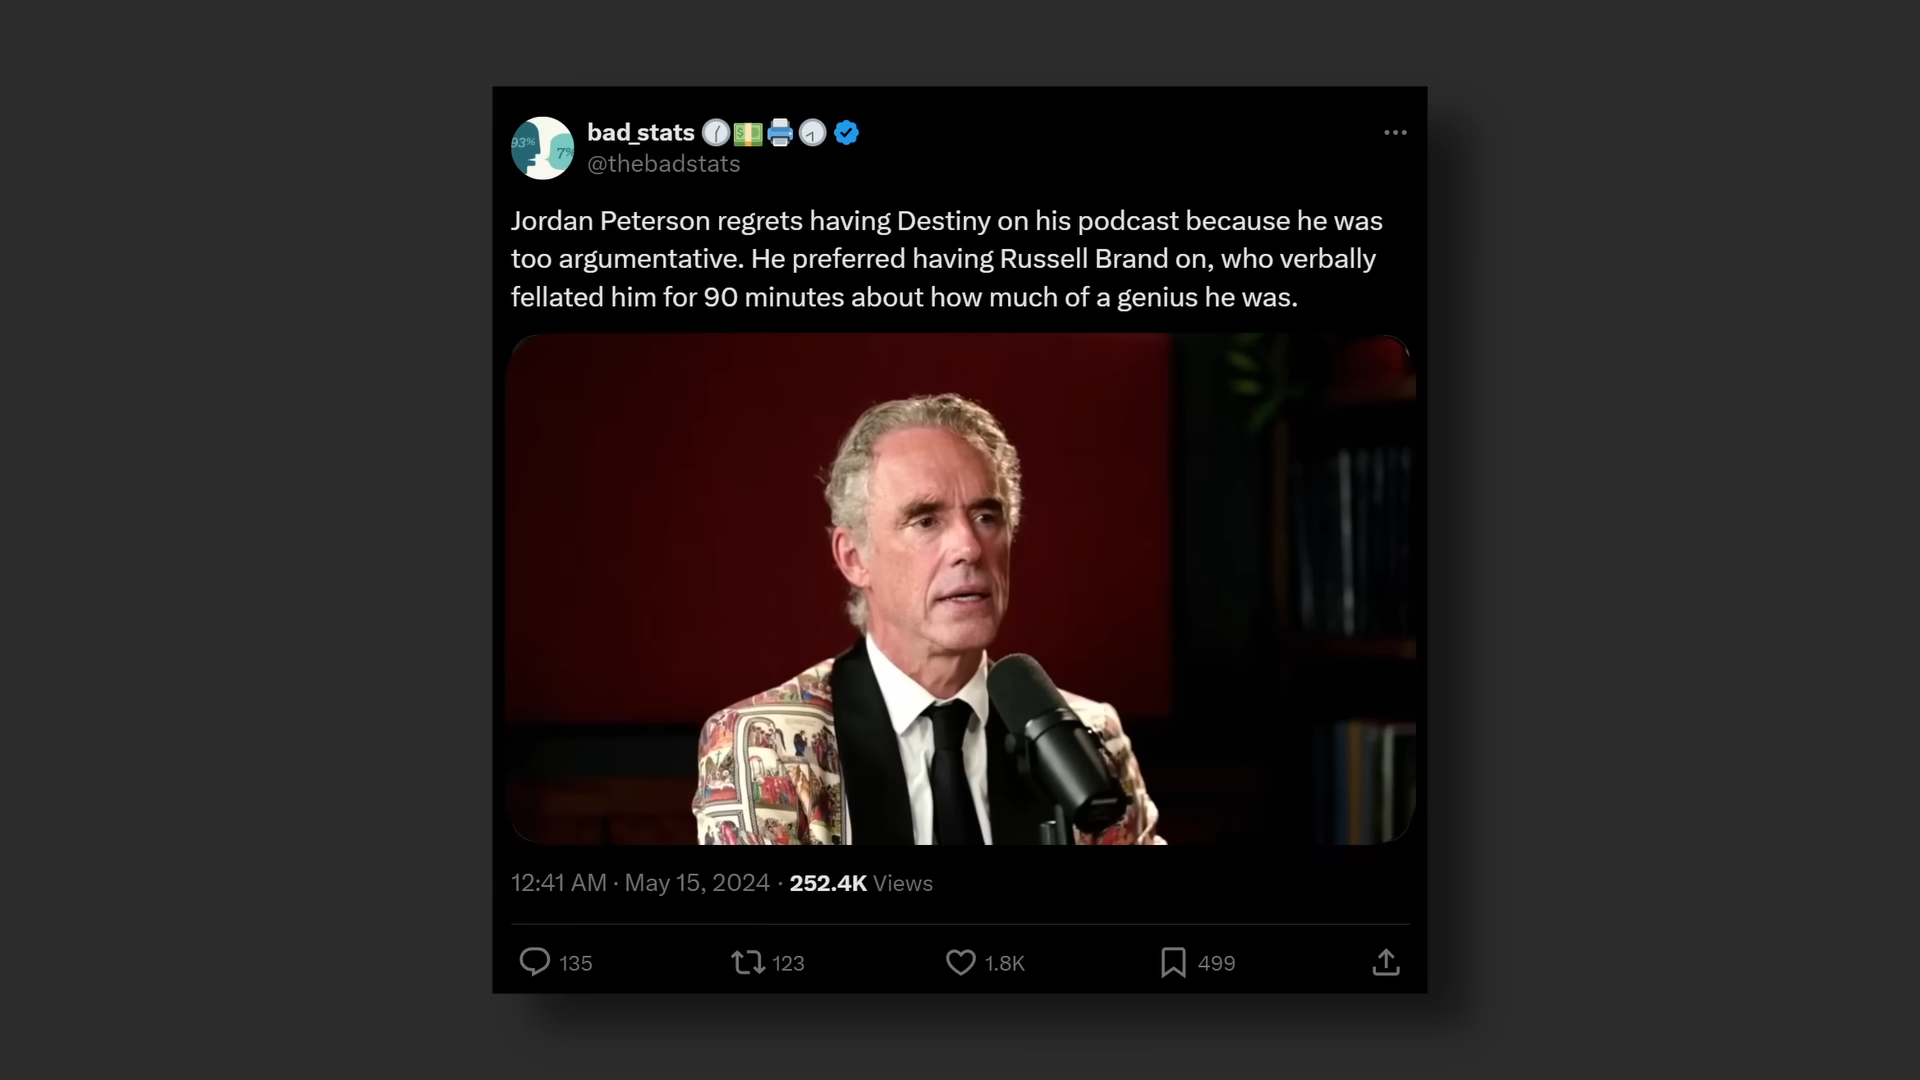 93%
7%
bad_stats 🕜💵🖨️🕢
@thebadstats
Jordan Peterson regrets having Destiny on his podcast because he was
too argumentative. He preferred having Russell Brand on, who verbally
fellated him for 90 minutes about how much of a genius he was.
12:41 AM · May 15, 2024 · 252.4K Views
135
123
1.8K
499